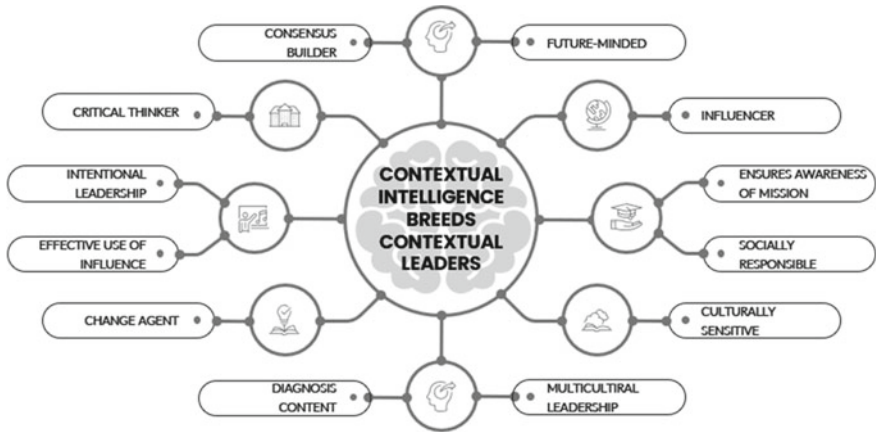 CONSENSUS
BUILDER
FUTURE-MINDED
CRITICAL THINKER
INFLUENCER
INTENTIONAL
LEADERSHIP
ENSURES AWARENESS
OF MISSION
CONTEXTUAL
INTELLIGENCE
BREEDS
CONTEXTUAL
LEADERS
EFFECTIVE USE OF
INFLUENCE
SOCIALLY
RESPONSIBLE
CHANGE AGENT
CULTURALLY
SENSITIVE
DIAGNOSIS
CONTENT
MULTICULTIRAL
LEADERSHIP